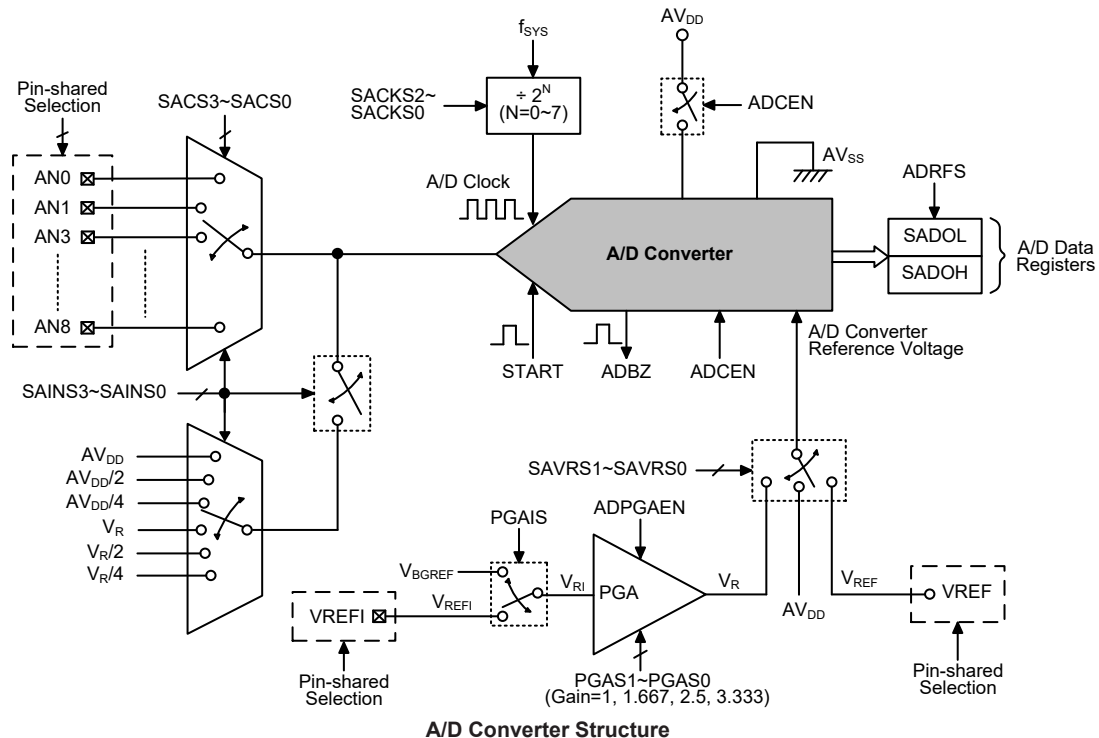 AV_DD
f_SYS
Pin-shared
Selection
SACS3~SACS0
SACKS2~
SACKS0
÷ 2^N
(N=0~7)
ADCEN
AN0
AN1
AN3
AN8
A/D Clock
AV_SS
ADRFS
A/D Converter
SADOL
SADOH
A/D Data
Registers
START
ADBZ
ADCEN
A/D Converter
Reference Voltage
SAINS3~SAINS0
AV_DD
AV_DD/2
AV_DD/4
V_R
V_R/2
V_R/4
SAVRS1~SAVRS0
PGAIS
ADPGAEN
V_BGREF
V_REFI
V_RI
PGA
V_R
AV_DD
V_REF
VREF
VREFI
Pin-shared
Selection
PGAS1~PGAS0
(Gain=1, 1.667, 2.5, 3.333)
Pin-shared
Selection
A/D Converter Structure